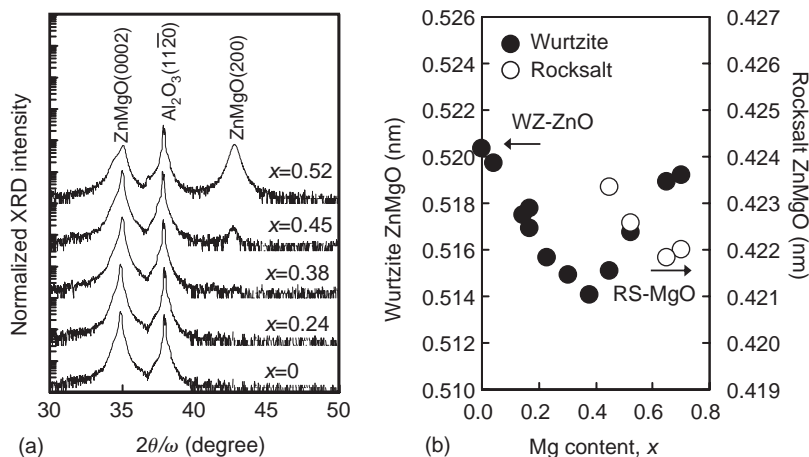 Normalized XRD intensity
ZnMgO(0002)
Al₂O₃(112̄0)
ZnMgO(200)
x=0.52
x=0.45
x=0.38
x=0.24
x=0
30 35 40 45 50
2θ/ω (degree)
(a)
Wurtzite ZnMgO (nm)
0.526
0.524
0.522
0.520
0.518
0.516
0.514
0.512
0.510
Wurtzite
Rocksalt
WZ-ZnO
RS-MgO
0.0 0.2 0.4 0.6 0.8
Mg content, x
(b)
0.427
0.426
0.425
0.424
0.423
0.422
0.421
0.420
0.419
Rocksalt ZnMgO (nm)